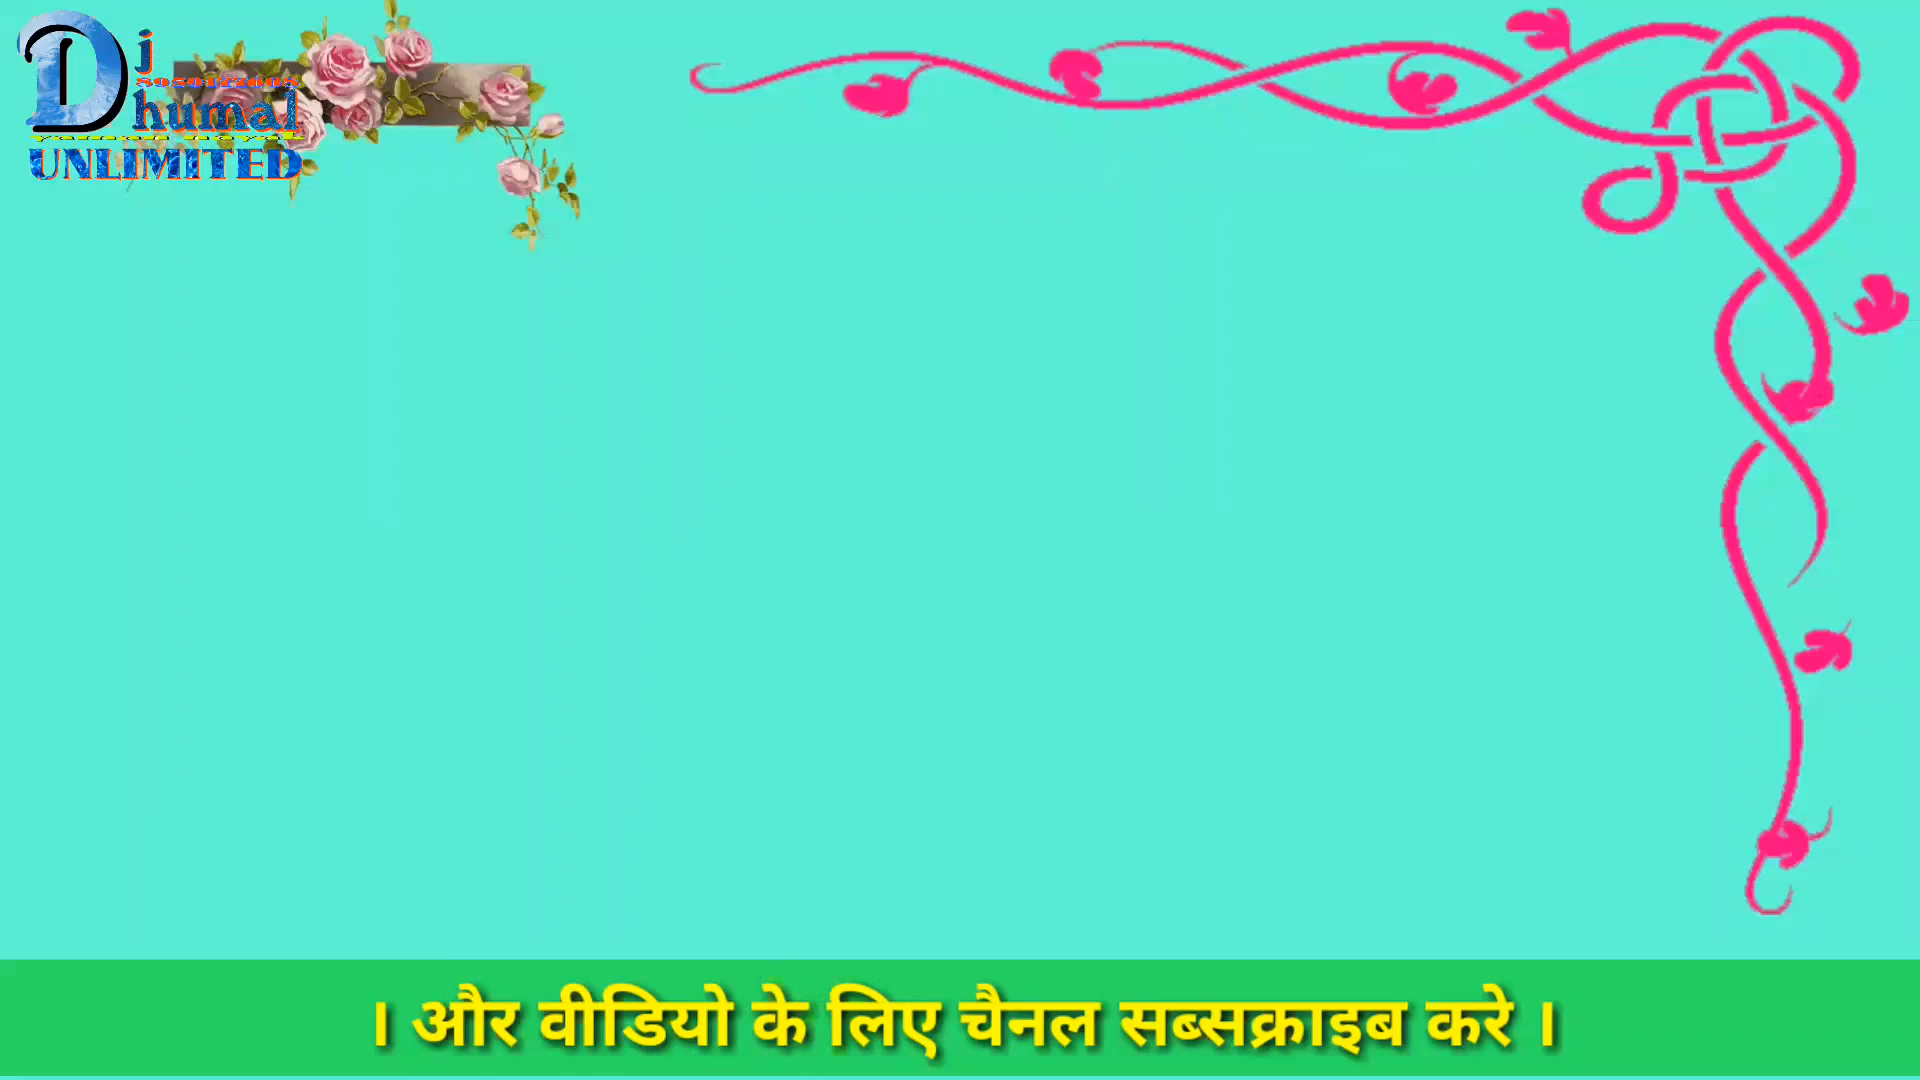 Dj
Dhumal
UNLIMITED
। और वीडियो के लिए चैनल सब्सक्राइब करे ।